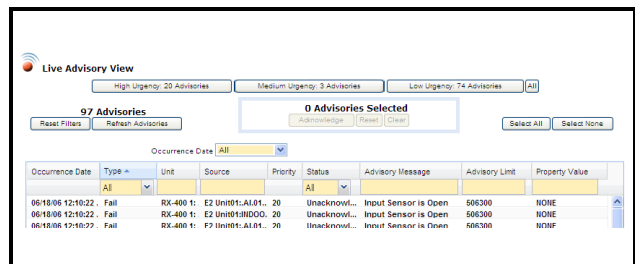 Live Advisory View
High Urgency: 20 Advisories Medium Urgency: 3 Advisories Low Urgency: 74 Advisories All
97 Advisories 0 Advisories Selected
Reset Filters Refresh Advisories Acknowledge Reset Clear Select All Select None
Occurrence Date All
Occurrence Date Type Unit Source Priority Status Advisory Message Advisory Limit Property Value
All All
06/18/06 12:10:22 . Fail RX-400 1: E2 Unit01:.AI.01.. 20 Unacknowl... Input Sensor is Open 506300 NONE
06/18/06 12:10:22 . Fail RX-400 1: E2 Unit01:INDOO. 20 Unacknowl... Input Sensor is Open 506300 NONE
06/18/06 12:10:22 . Fail RX-400 1: E2 Unit01:.AI.01.. 20 Unacknowl... Input Sensor is Open 506300 NONE